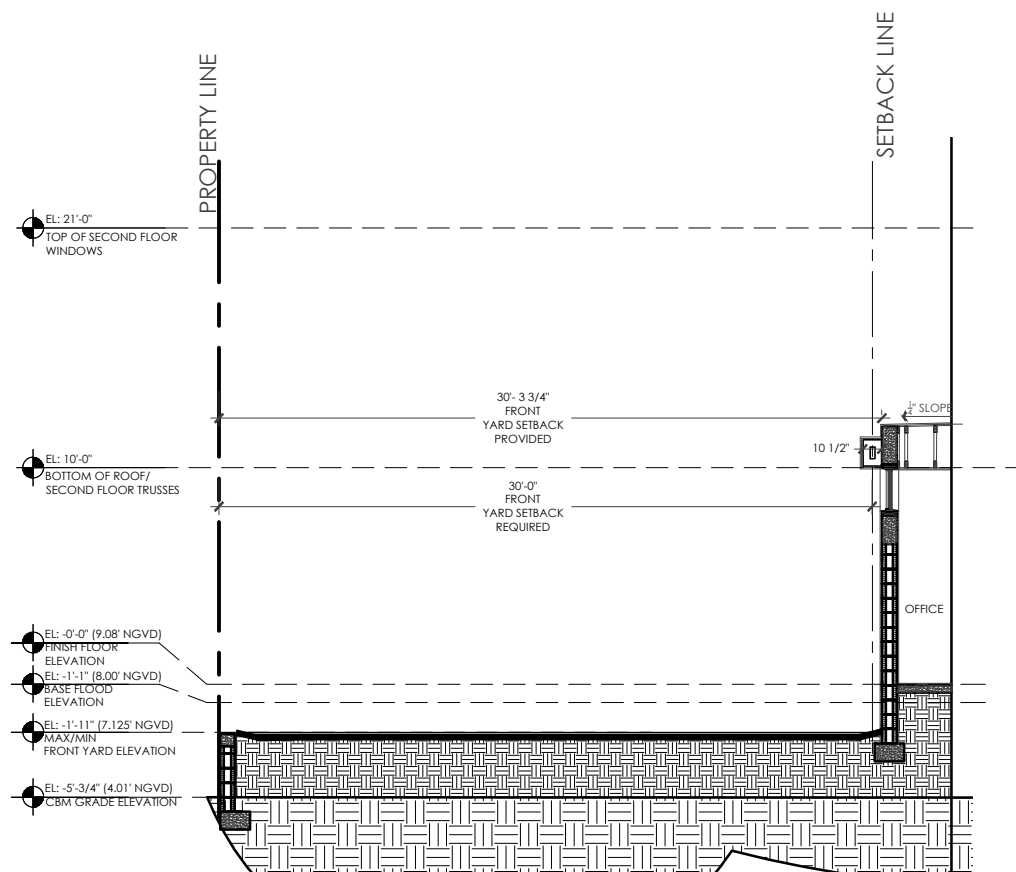 PROPERTY LINE
SETBACK LINE
EL: 21'-0"
TOP OF SECOND FLOOR
WINDOWS
30'- 3 3/4"
FRONT
YARD SETBACK
PROVIDED
1/4" SLOPE
10 1/2"
EL: 10'-0"
BOTTOM OF ROOF/
SECOND FLOOR TRUSSES
30'-0"
FRONT
YARD SETBACK
REQUIRED
OFFICE
EL: -0'-0" (9.08' NGVD)
FINISH FLOOR
ELEVATION
EL: -1'-1" (8.00' NGVD)
BASE FLOOD
ELEVATION
EL: -1'-11" (7.125' NGVD)
MAX/MIN
FRONT YARD ELEVATION
EL: -5'-3/4" (4.01' NGVD)
CBM GRADE ELEVATION